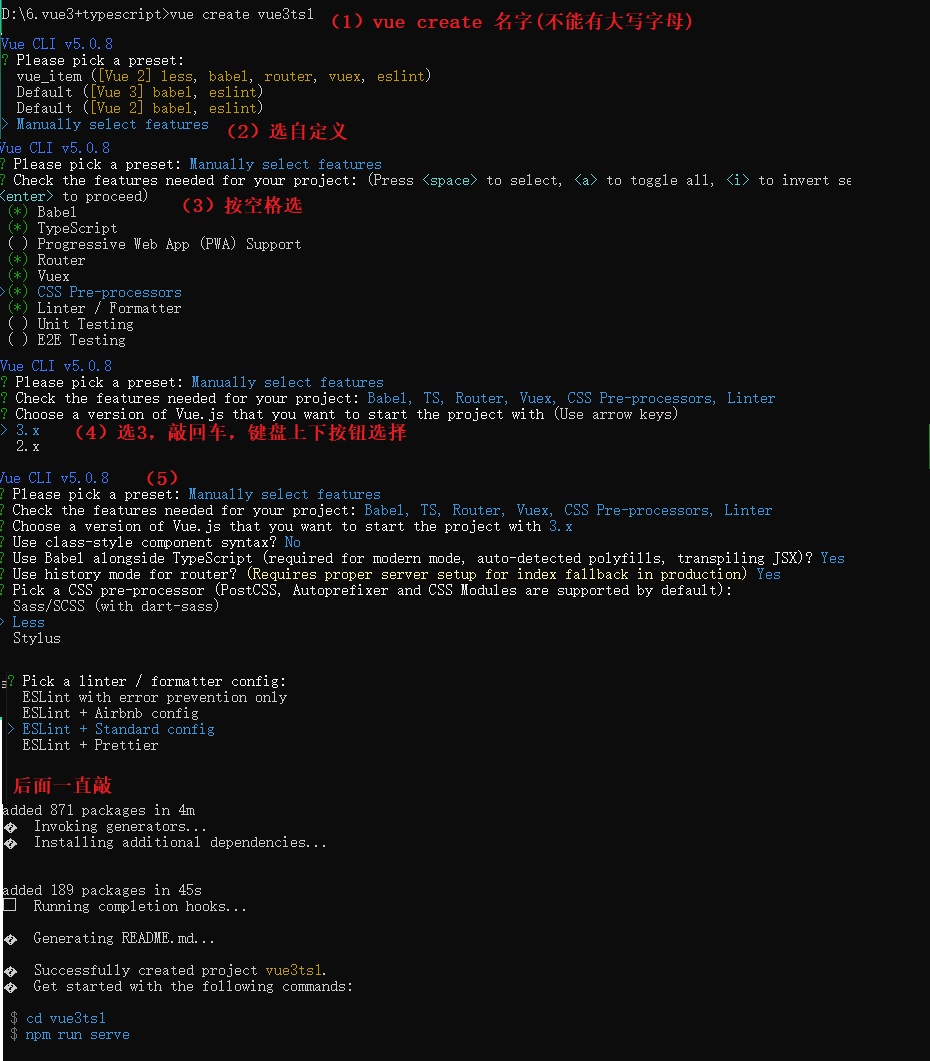 D:\6.vue3+typescript>vue create vue3ts1 (1) vue create 名字(不能有大写字母)
Vue CLI v5.0.8
? Please pick a preset:
vue_item ([Vue 2] less, babel, router, vuex, eslint)
Default ([Vue 3] babel, eslint)
Default ([Vue 2] babel, eslint)
> Manually select features (2) 选自定义
Vue CLI v5.0.8
? Please pick a preset: Manually select features
? Check the features needed for your project: (Press <space> to select, <a> to toggle all, <i> to invert se
<enter> to proceed) (3) 按空格选
(*) Babel
(*) TypeScript
( ) Progressive Web App (PWA) Support
(*) Router
(*) Vuex
>(*) CSS Pre-processors
(*) Linter / Formatter
( ) Unit Testing
( ) E2E Testing
Vue CLI v5.0.8
? Please pick a preset: Manually select features
? Check the features needed for your project: Babel, TS, Router, Vuex, CSS Pre-processors, Linter
? Choose a version of Vue.js that you want to start the project with (Use arrow keys)
> 3.x (4) 选3，敲回车，键盘上下按钮选择
2.x
Vue CLI v5.0.8 (5)
? Please pick a preset: Manually select features
? Check the features needed for your project: Babel, TS, Router, Vuex, CSS Pre-processors, Linter
? Choose a version of Vue.js that you want to start the project with 3.x
? Use class-style component syntax? No
? Use Babel alongside TypeScript (required for modern mode, auto-detected polyfills, transpiling JSX)? Yes
? Use history mode for router? (Requires proper server setup for index fallback in production) Yes
? Pick a CSS pre-processor (PostCSS, Autoprefixer and CSS Modules are supported by default):
Sass/SCSS (with dart-sass)
> Less
Stylus
? Pick a linter / formatter config:
ESLint with error prevention only
ESLint + Airbnb config
> ESLint + Standard config
ESLint + Prettier
后面一直敲
added 871 packages in 4m
� Invoking generators...
� Installing additional dependencies...
added 189 packages in 45s
□ Running completion hooks...
� Generating README.md...
� Successfully created project vue3ts1.
� Get started with the following commands:
$ cd vue3ts1
$ npm run serve